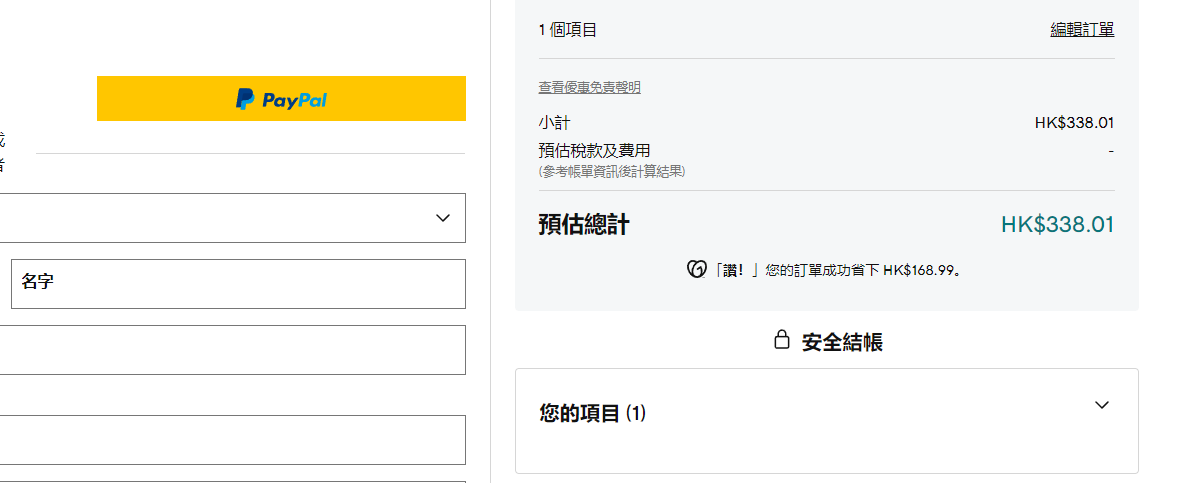 PayPal
或
者
名字
1 個項目
編輯訂單
查看優惠免責聲明
小計
HK$338.01
預估稅款及費用
-
(參考帳單資訊後計算結果)
預估總計
HK$338.01
「讚！」您的訂單成功省下 HK$168.99。
安全結帳
您的項目 (1)